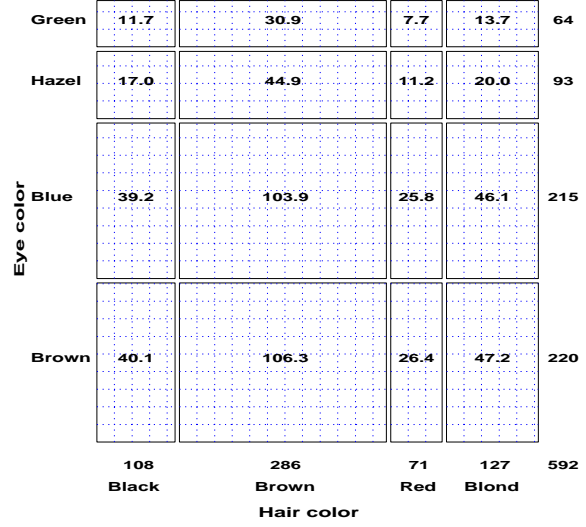 Green 11.7 30.9 7.7 13.7 64
Hazel 17.0 44.9 11.2 20.0 93
Blue 39.2 103.9 25.8 46.1 215
Eye color
Brown 40.1 106.3 26.4 47.2 220
108 286 71 127 592
Black Brown Red Blond
Hair color